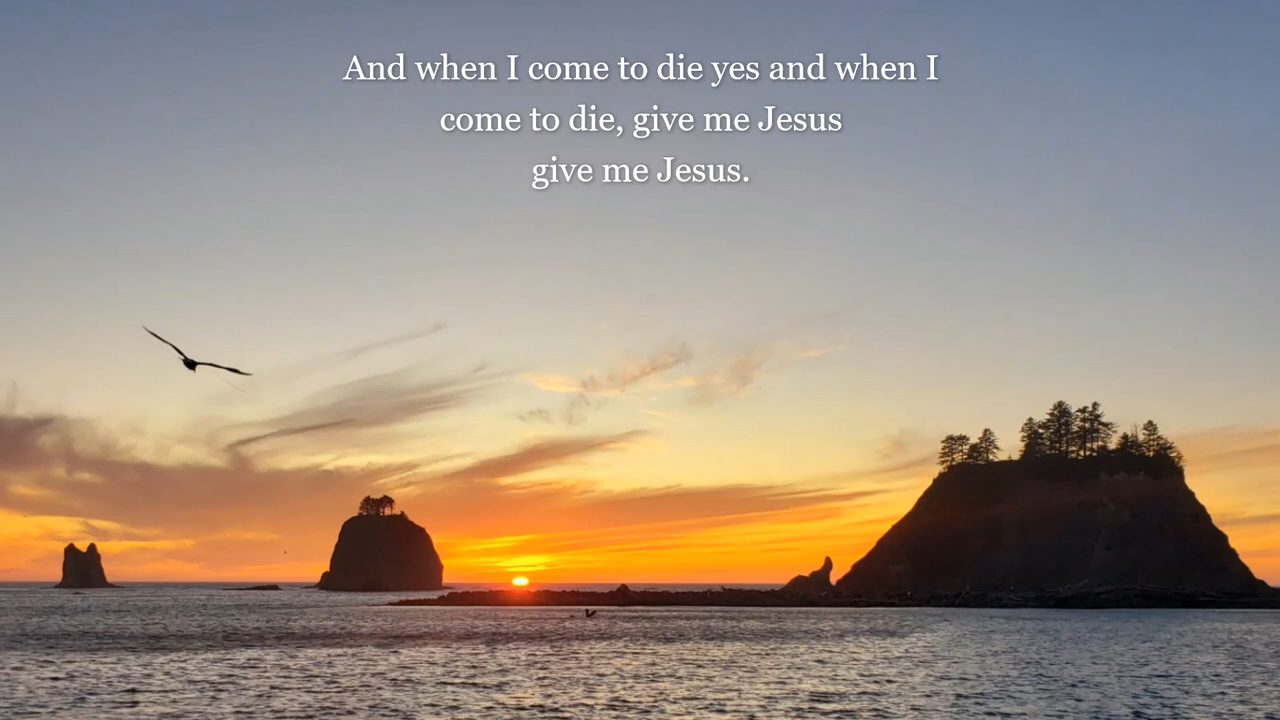 And when I come to die yes and when I
come to die, give me Jesus
give me Jesus.